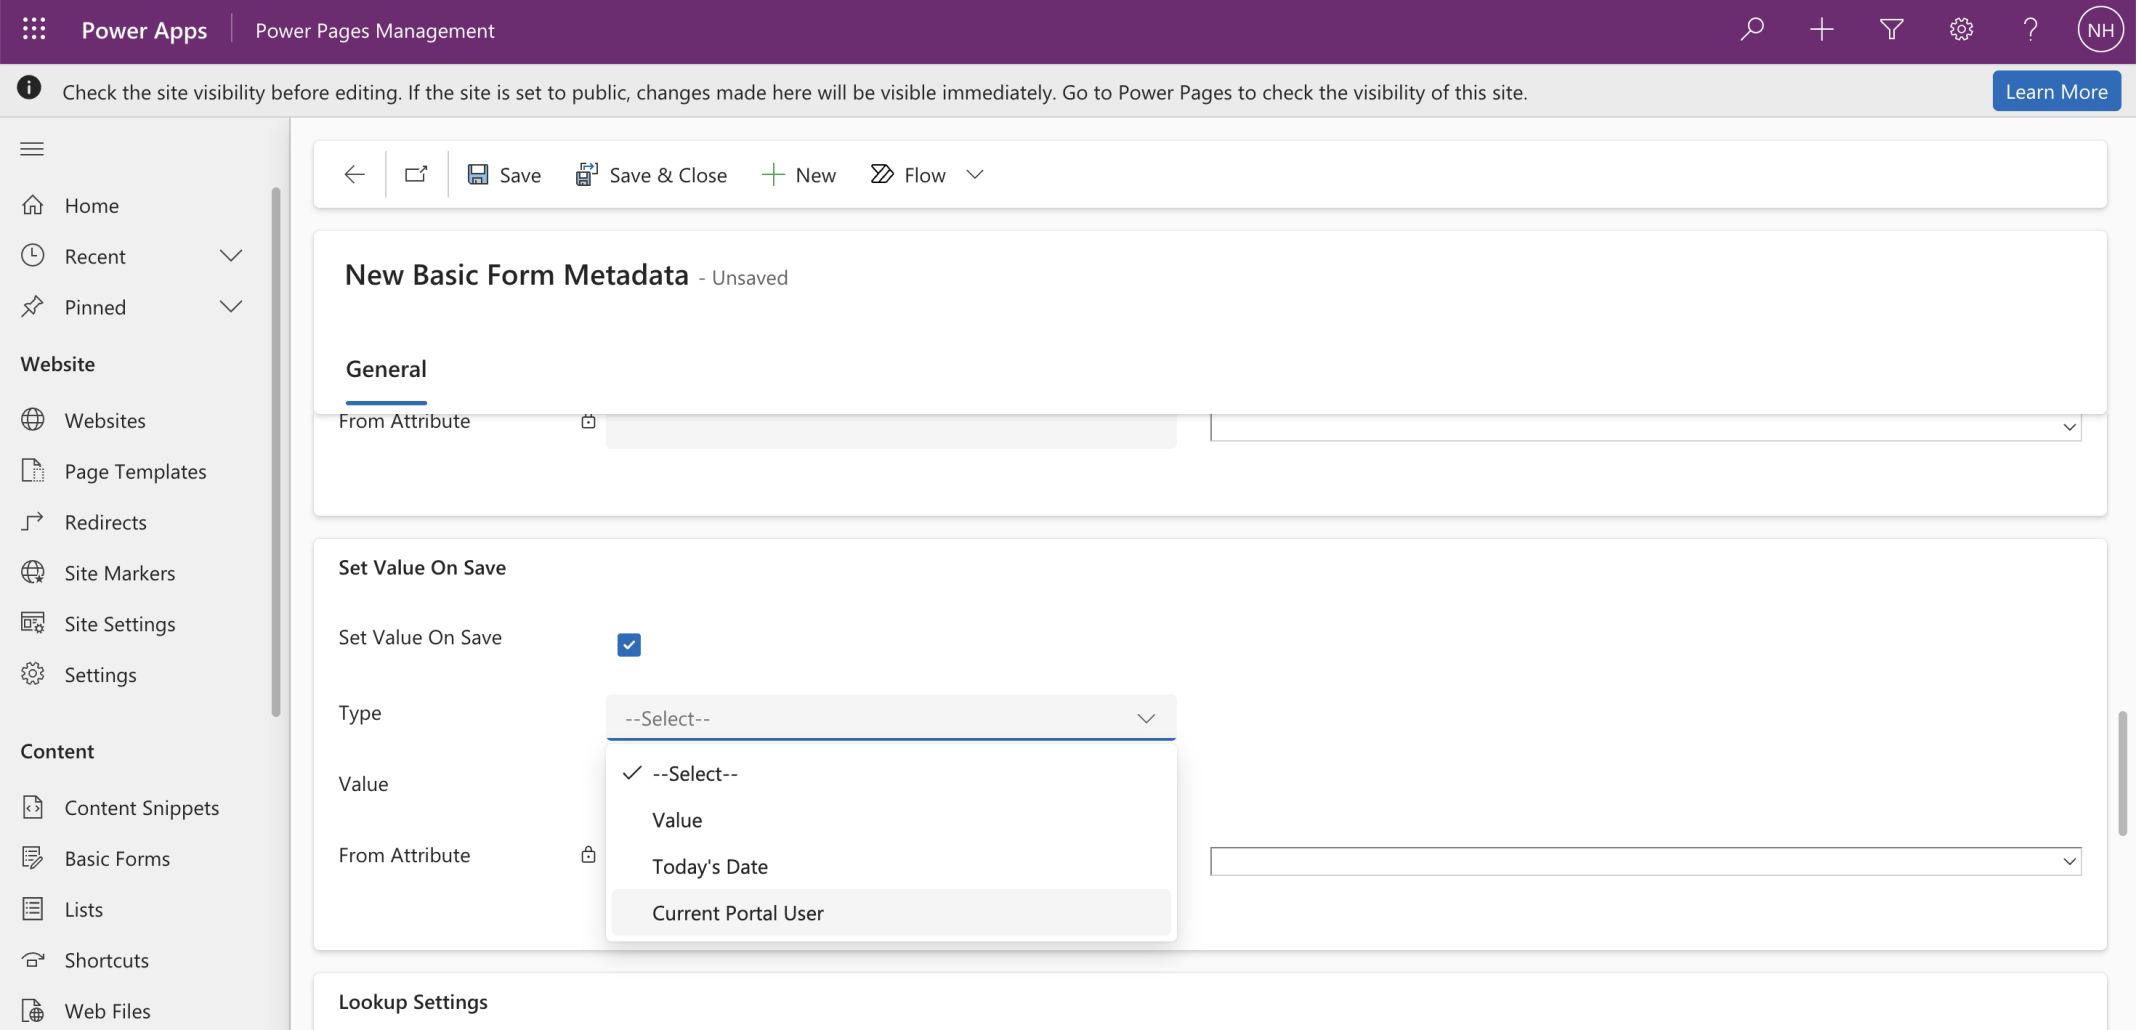 Power Apps
Power Pages Management
NH
Check the site visibility before editing. If the site is set to public, changes made here will be visible immediately. Go to Power Pages to check the visibility of this site.
Learn More
Home
Recent
Pinned
Website
Websites
Page Templates
Redirects
Site Markers
Site Settings
Settings
Content
Content Snippets
Basic Forms
Lists
Shortcuts
Web Files
Save
Save & Close
New
Flow
New Basic Form Metadata - Unsaved
General
From Attribute
Set Value On Save
Set Value On Save
Type
--Select--
--Select--
Value
Today's Date
Current Portal User
Value
From Attribute
Lookup Settings